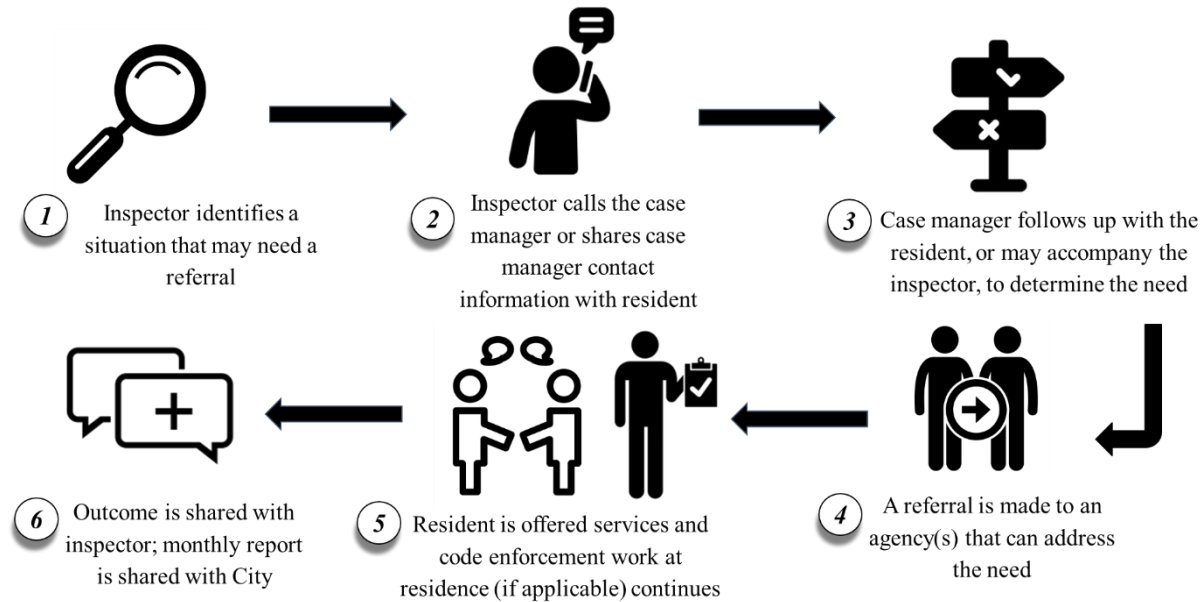 1
Inspector identifies a
situation that may need a
referral
2
Inspector calls the case
manager or shares case
manager contact
information with resident
3
Case manager follows up with the
resident, or may accompany the
inspector, to determine the need
4
A referral is made to an
agency(s) that can address
the need
5
Resident is offered services and
code enforcement work at
residence (if applicable) continues
6
Outcome is shared with
inspector; monthly report
is shared with City